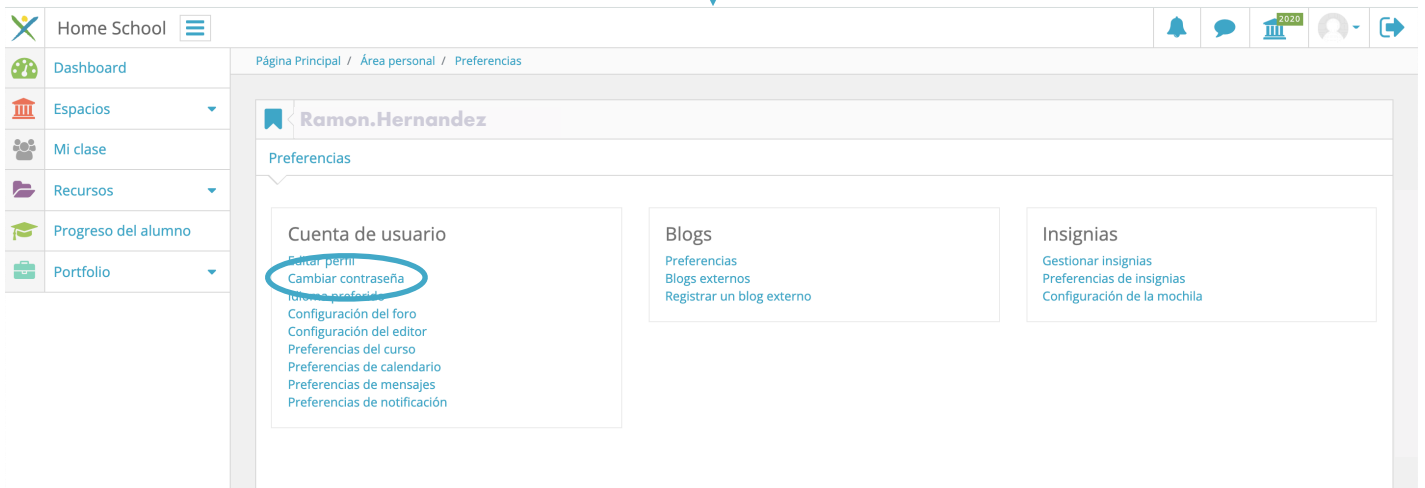 Home School
2020
Dashboard
Espacios
Mi clase
Recursos
Progreso del alumno
Portfolio
Página Principal / Área personal / Preferencias
Ramon.Hernandez
Preferencias
Cuenta de usuario
Editar perfil
Cambiar contraseña
Idioma preferido
Configuración del foro
Configuración del editor
Preferencias del curso
Preferencias de calendario
Preferencias de mensajes
Preferencias de notificación
Blogs
Preferencias
Blogs externos
Registrar un blog externo
Insignias
Gestionar insignias
Preferencias de insignias
Configuración de la mochila